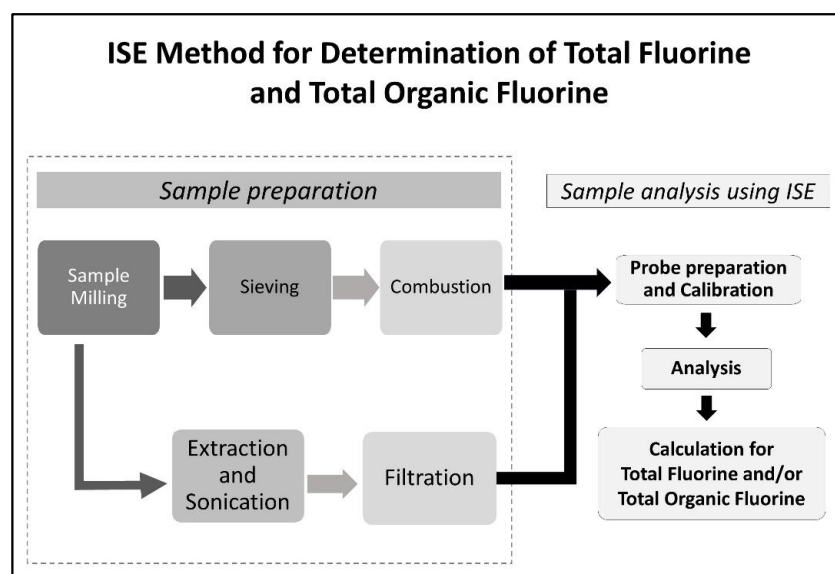 ISE Method for Determination of Total Fluorine
and Total Organic Fluorine
Sample preparation
Sample analysis using ISE
Sample
Milling
Sieving
Combustion
Probe preparation
and Calibration
Analysis
Extraction
and
Sonication
Filtration
Calculation for
Total Fluorine and/or
Total Organic Fluorine